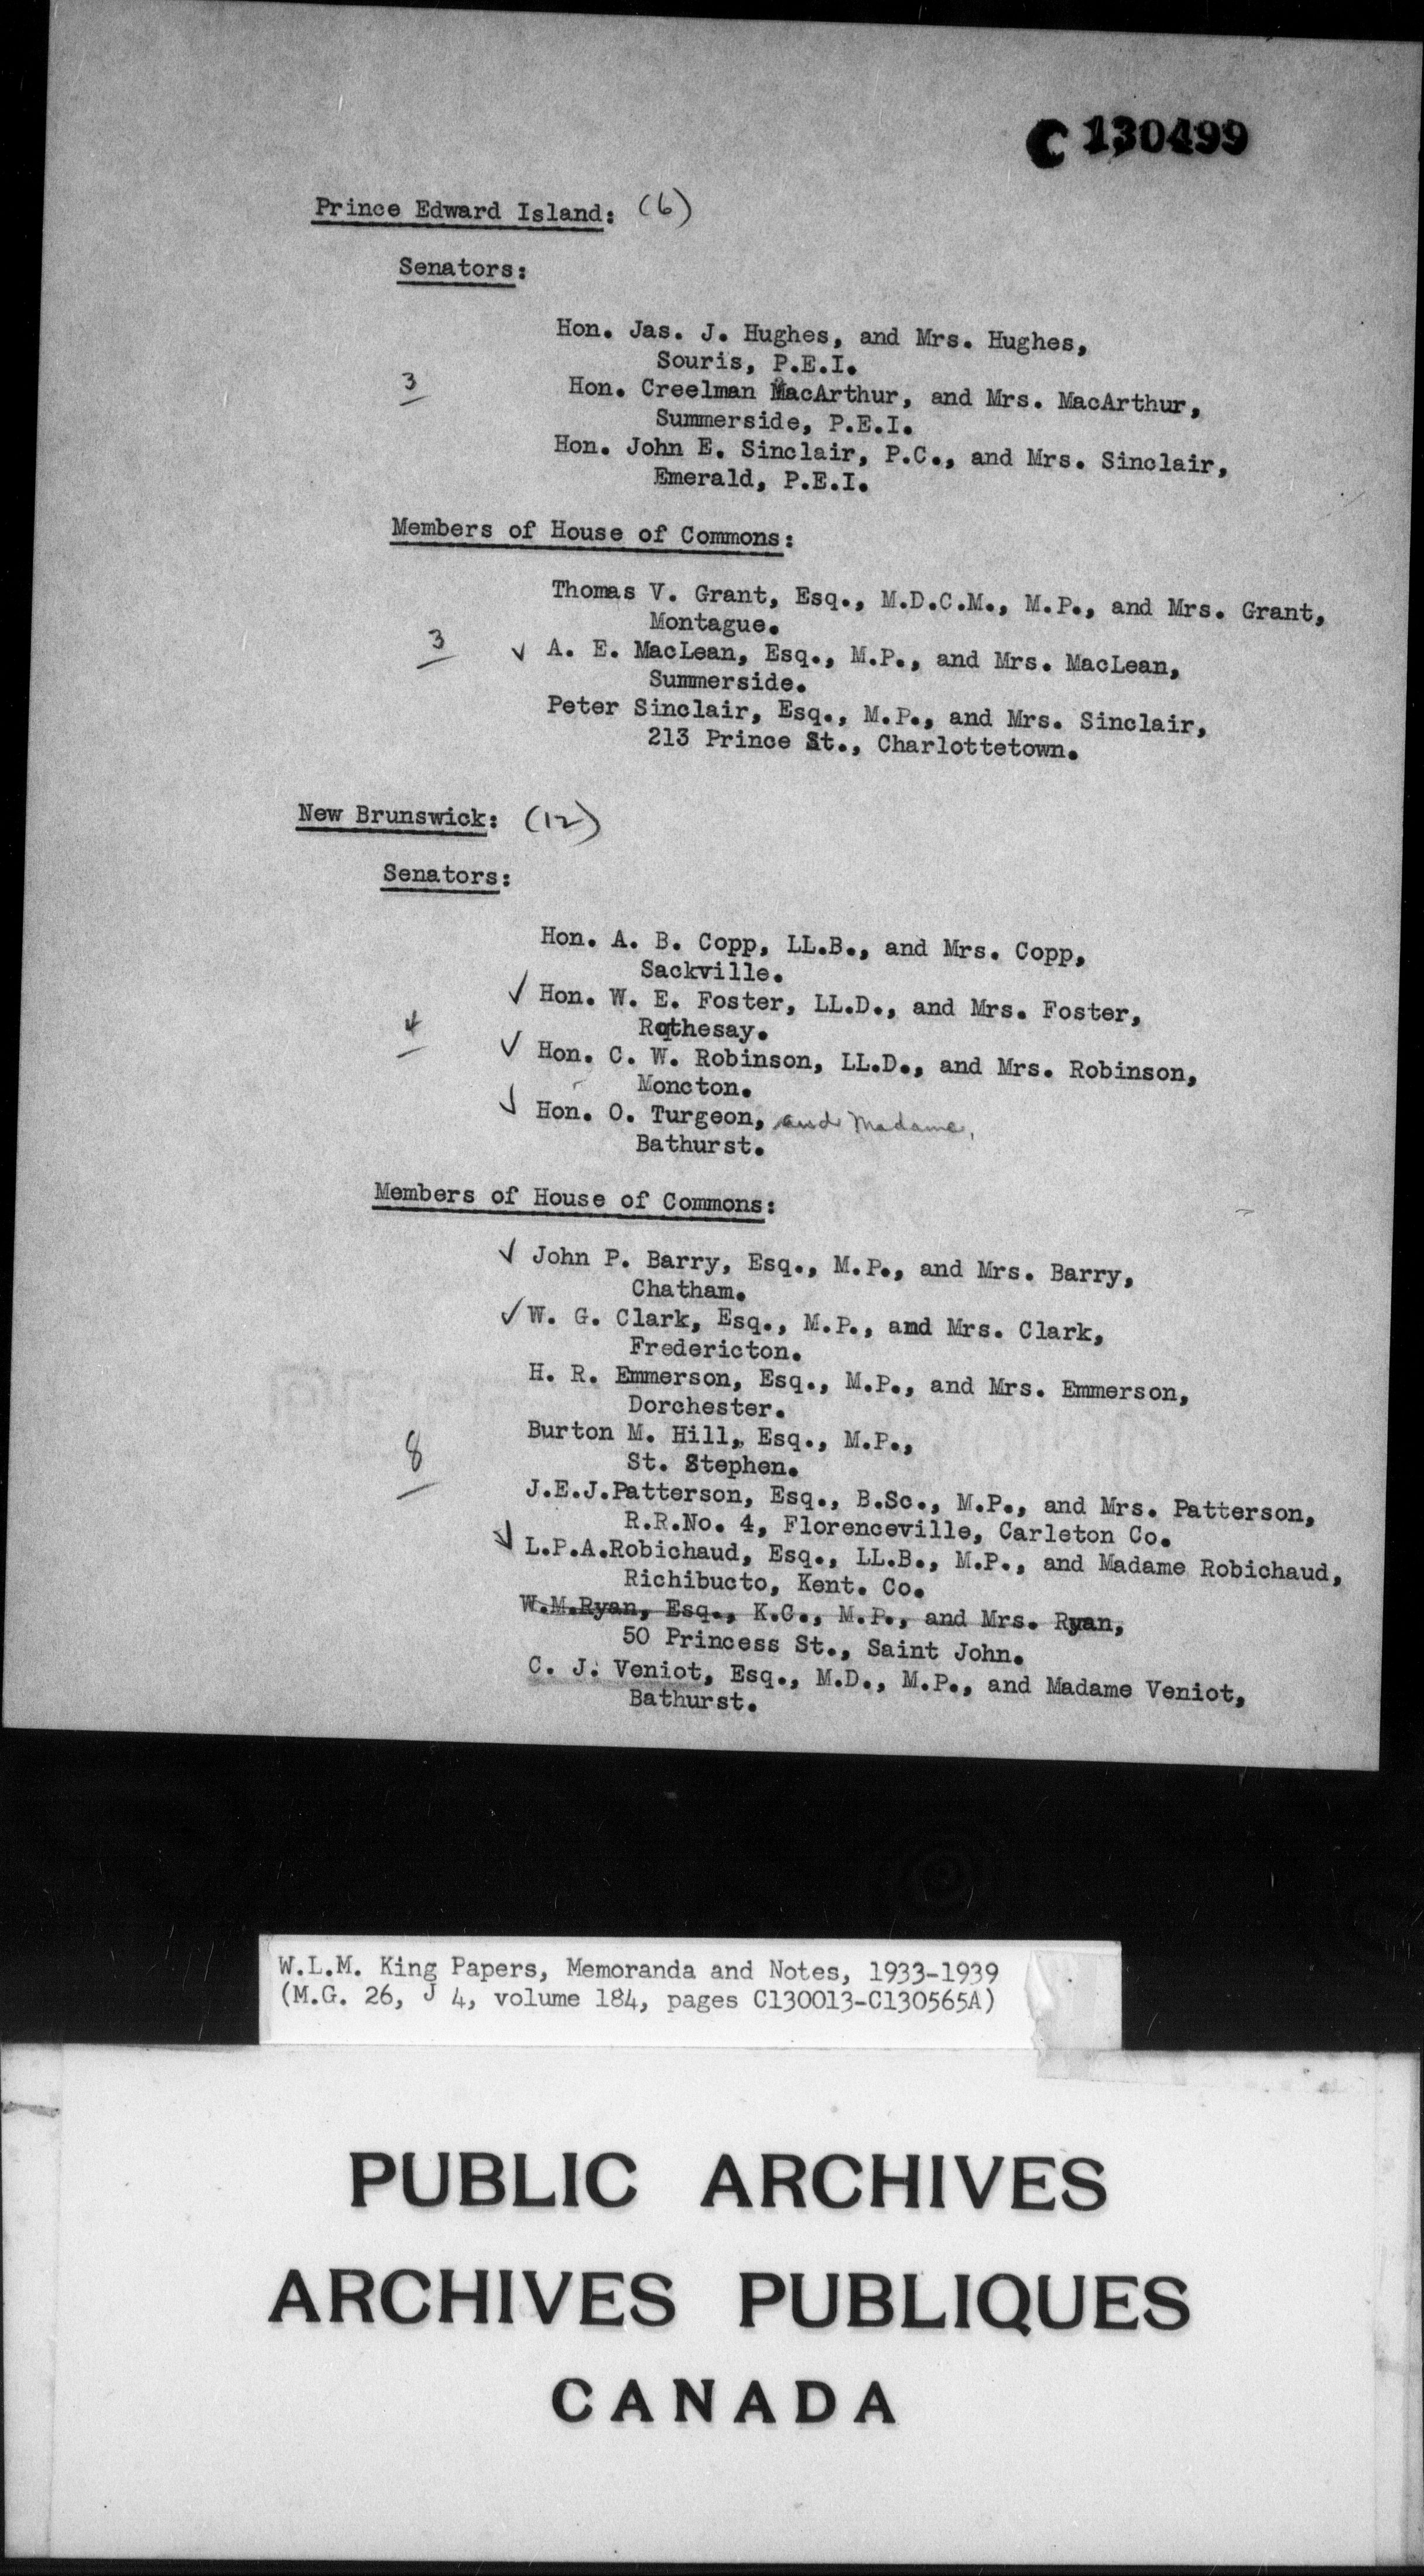 C 130499
Prince Edward Island: (6)
Senators:
Hon. Jas. J. Hughes, and Mrs. Hughes,
Souris, P.E.I.
3
Hon. Creelman MacArthur, and Mrs. MacArthur,
Summerside, P.E.I.
Hon. John E. Sinclair, P.C., and Mrs. Sinclair,
Emerald, P.E.I.
Members of House of Commons:
Thomas V. Grant, Esq., M.D.C.M., M.P., and Mrs. Grant,
Montague.
3
✓ A. E. MacLean, Esq., M.P., and Mrs. MacLean,
Summerside.
Peter Sinclair, Esq., M.P., and Mrs. Sinclair,
213 Prince St., Charlottetown.
New Brunswick: (12)
Senators:
Hon. A. B. Copp, LL.B., and Mrs. Copp,
Sackville.
✓ Hon. W. E. Foster, LL.D., and Mrs. Foster,
Rothesay.
4
✓ Hon. C. W. Robinson, LL.D., and Mrs. Robinson,
Moncton.
✓ Hon. O. Turgeon, and Madame,
Bathurst.
Members of House of Commons:
✓ John P. Barry, Esq., M.P., and Mrs. Barry,
Chatham.
✓ W. G. Clark, Esq., M.P., and Mrs. Clark,
Fredericton.
H. R. Emmerson, Esq., M.P., and Mrs. Emmerson,
Dorchester.
8
Burton M. Hill, Esq., M.P.,
St. Stephen.
J.E.J.Patterson, Esq., B.Sc., M.P., and Mrs. Patterson,
R.R.No. 4, Florenceville, Carleton Co.
✓ L.P.A.Robichaud, Esq., LL.B., M.P., and Madame Robichaud,
Richibucto, Kent. Co.
W.M.Ryan, Esq., K.C., M.P., and Mrs. Ryan,
50 Princess St., Saint John.
C. J. Veniot, Esq., M.D., M.P., and Madame Veniot,
Bathurst.
W.L.M. King Papers, Memoranda and Notes, 1933-1939
(M.G. 26, J 4, volume 184, pages C130013-C130565A)
PUBLIC ARCHIVES
ARCHIVES PUBLIQUES
CANADA